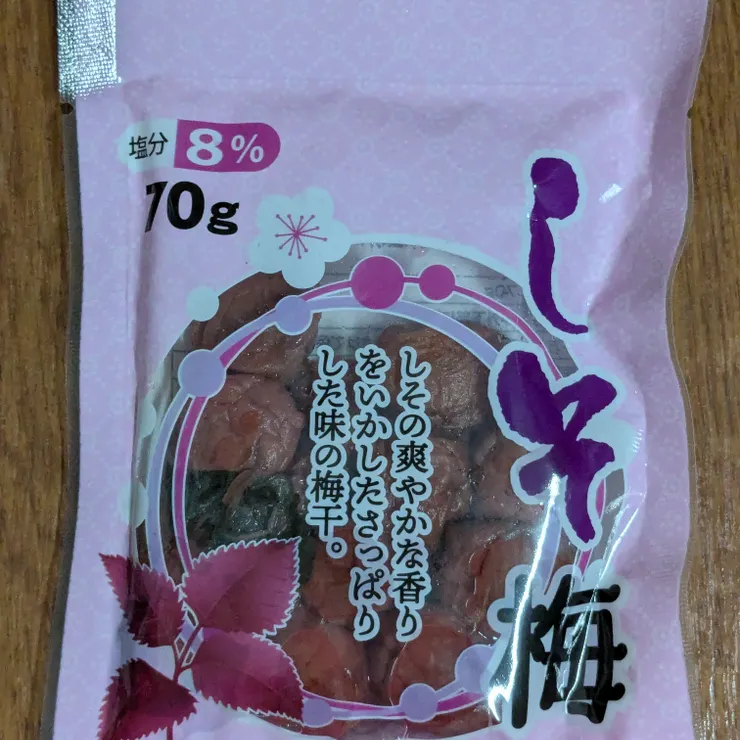 塩分 8%
70g
しそ梅
しその爽やかな香り
をいかしたさっぱり
した味の梅干。